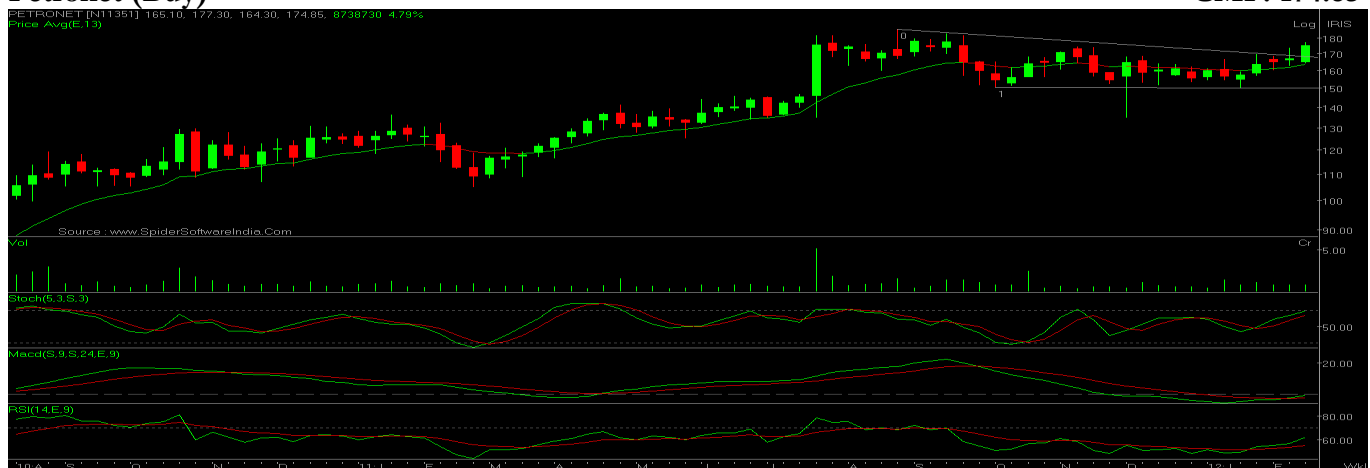 PETRONET [N11351] 165.10, 177.30, 164.30, 174.85, 8738730 4.79%
Price Avg(E,13)
Log IRIS
180
170
160
150
140
130
120
110
100
90.00
Source : www.SpiderSoftwareIndia.Com
Vol
Cr
5.00
Stoch(5,3,S,3)
50.00
Macd(S,9,S,24,E,9)
20.00
RSI(14,E,9)
80.00
60.00